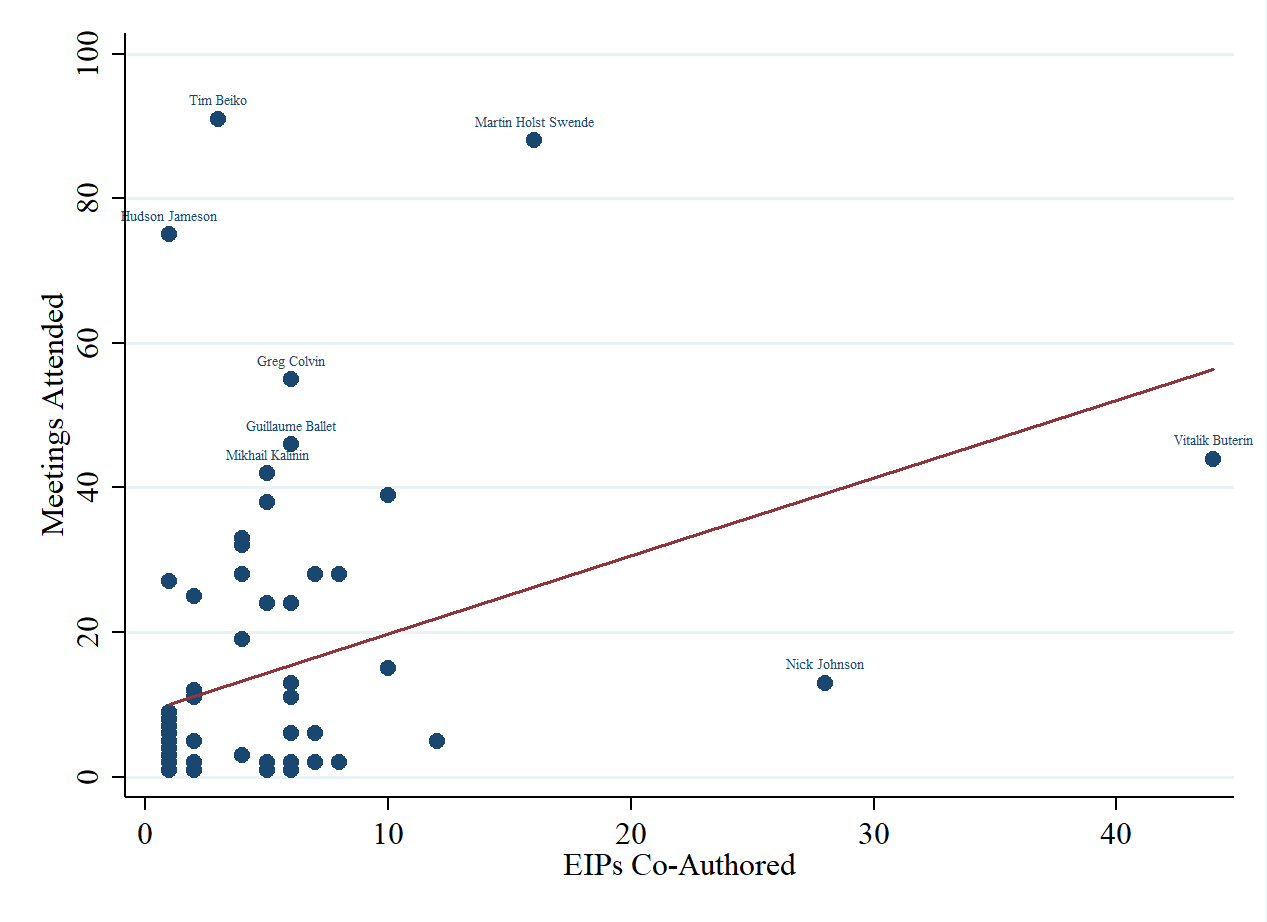 100
Tim Beiko
Martin Holst Swende
80
Hudson Jameson
60
Greg Colvin
Guillaume Ballet
Vitalik Buterin
Mikhail Kalinin
40
20
Nick Johnson
0
Meetings Attended
0 10 20 30 40
EIPs Co-Authored